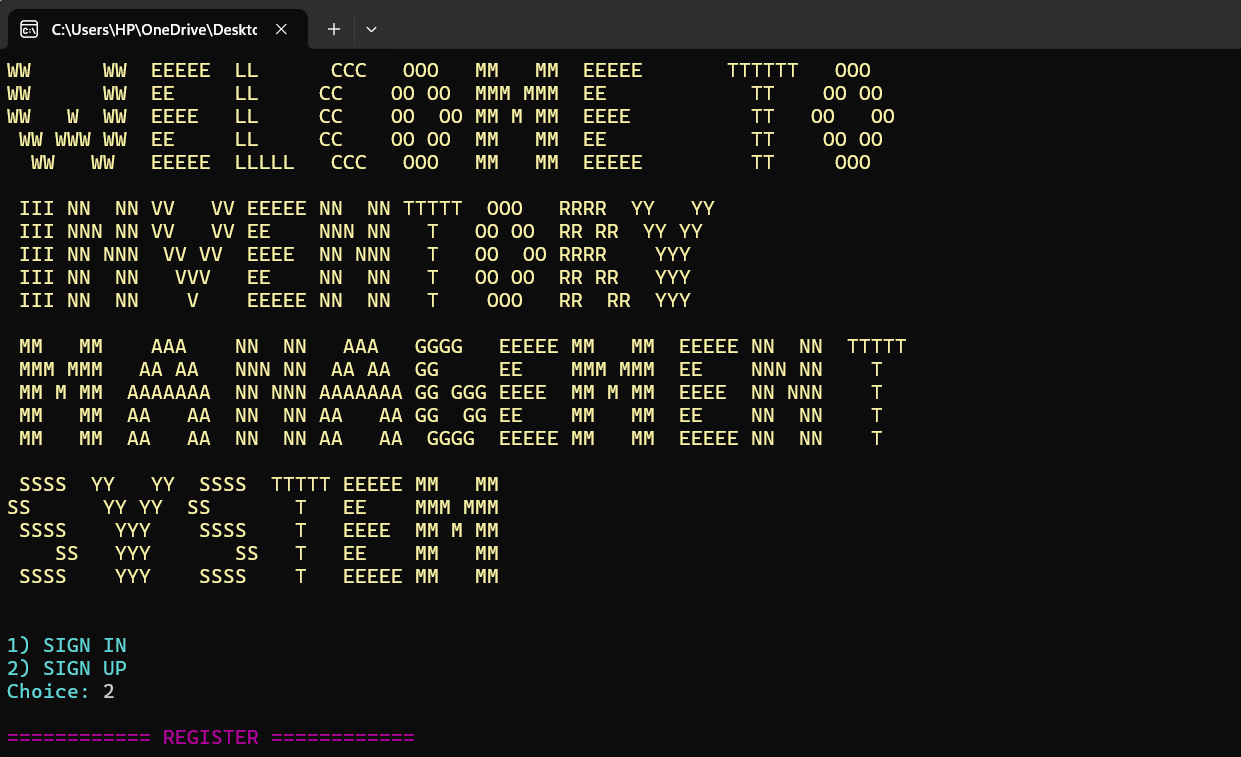 C:\Users\HP\OneDrive\Deskto
WW      WW  EEEEE  LL      CCC   OOO   MM   MM  EEEEE       TTTTTT   OOO
WW      WW  EE     LL     CC    OO OO  MMM MMM  EE            TT    OO OO
WW   W  WW  EEEE   LL     CC    OO  OO MM M MM  EEEE          TT   OO   OO
 WW WWW WW  EE     LL     CC    OO OO  MM   MM  EE            TT    OO OO
  WW   WW   EEEEE  LLLLL   CCC   OOO   MM   MM  EEEEE         TT     OOO
 III NN  NN VV   VV EEEEE NN  NN TTTTT  OOO   RRRR  YY   YY
 III NNN NN VV   VV EE    NNN NN   T   OO OO  RR RR  YY YY
 III NN NNN  VV VV  EEEE  NN NNN   T   OO  OO RRRR    YYY
 III NN  NN   VVV   EE    NN  NN   T   OO OO  RR RR   YYY
 III NN  NN    V    EEEEE NN  NN   T    OOO   RR  RR  YYY
 MM   MM    AAA    NN  NN   AAA   GGGG   EEEEE MM   MM  EEEEE NN  NN  TTTTT
 MMM MMM   AA AA   NNN NN  AA AA  GG     EE    MMM MMM  EE    NNN NN    T
 MM M MM  AAAAAAA  NN NNN AAAAAAA GG GGG EEEE  MM M MM  EEEE  NN NNN    T
 MM   MM  AA   AA  NN  NN AA   AA GG  GG EE    MM   MM  EE    NN  NN    T
 MM   MM  AA   AA  NN  NN AA   AA  GGGG  EEEEE MM   MM  EEEEE NN  NN    T
 SSSS  YY   YY  SSSS  TTTTT EEEEE MM   MM
SS      YY YY  SS       T   EE    MMM MMM
 SSSS    YYY    SSSS    T   EEEE  MM M MM
    SS   YYY       SS   T   EE    MM   MM
 SSSS    YYY    SSSS    T   EEEEE MM   MM
1) SIGN IN
2) SIGN UP
Choice: 2
============ REGISTER ============